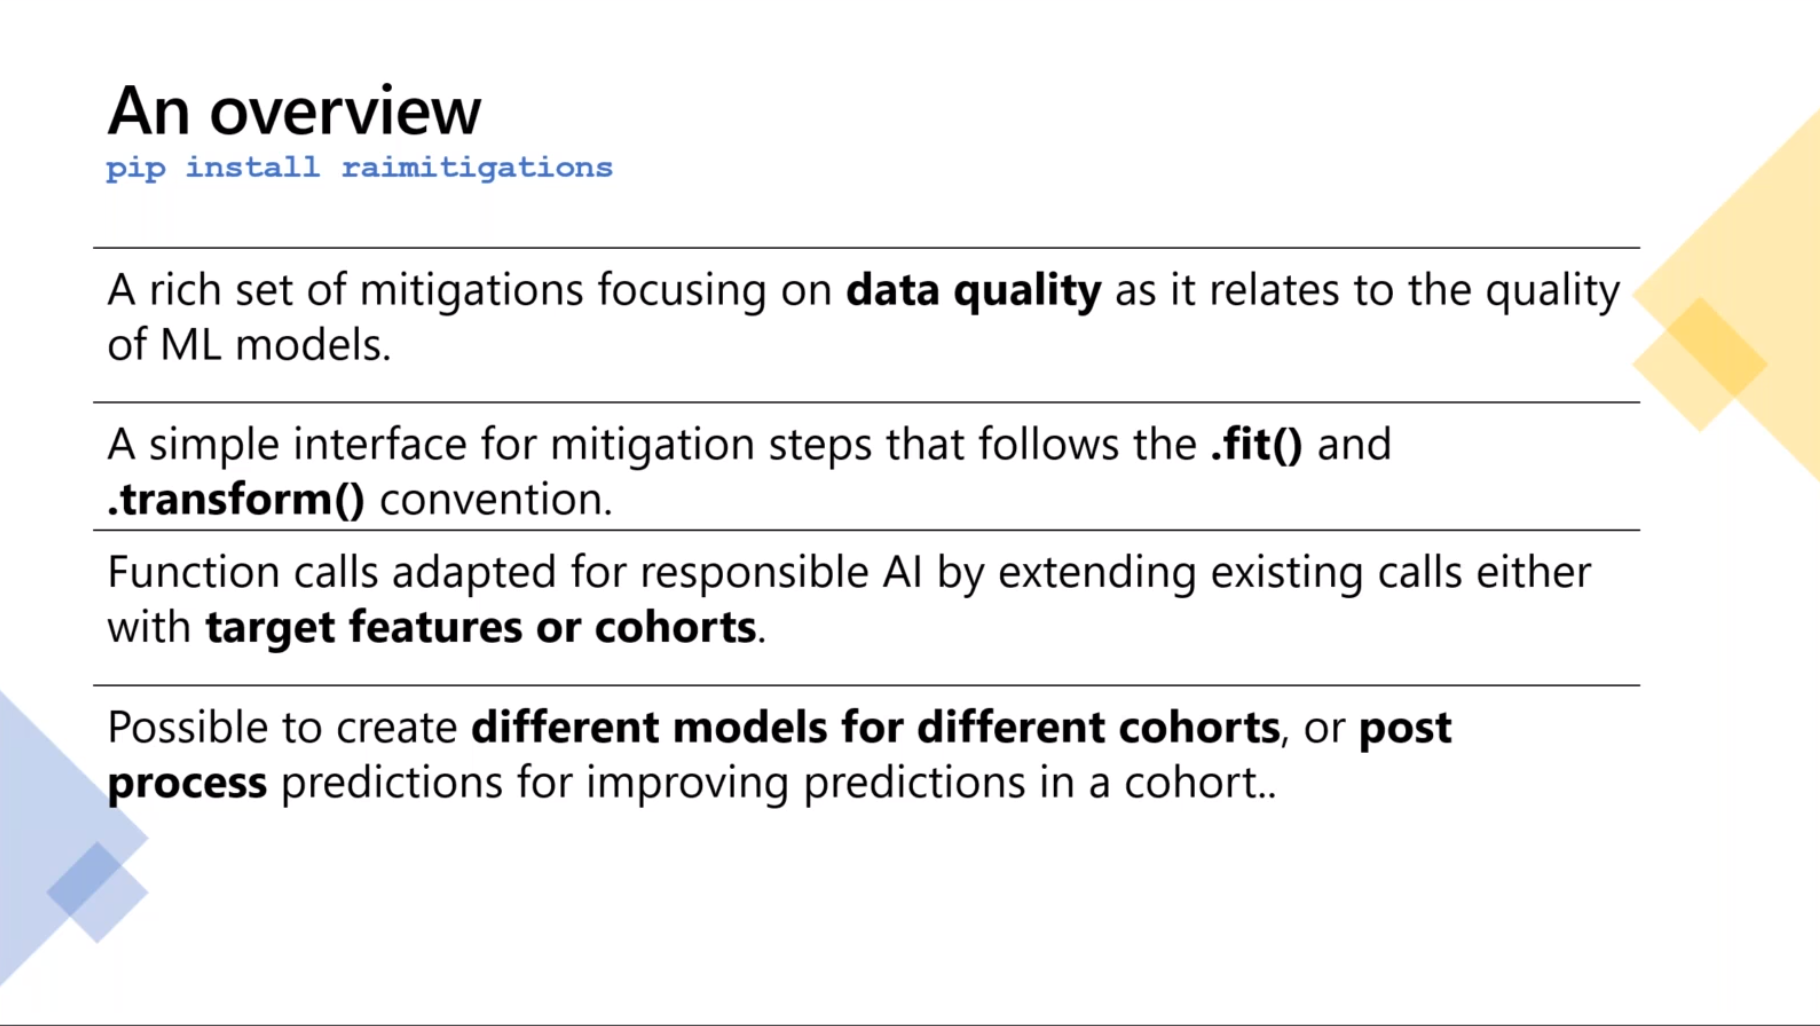 An overview
pip install raimitigations
A rich set of mitigations focusing on data quality as it relates to the quality
of ML models.
A simple interface for mitigation steps that follows the .fit() and
.transform() convention.
Function calls adapted for responsible AI by extending existing calls either
with target features or cohorts.
Possible to create different models for different cohorts, or post
process predictions for improving predictions in a cohort..